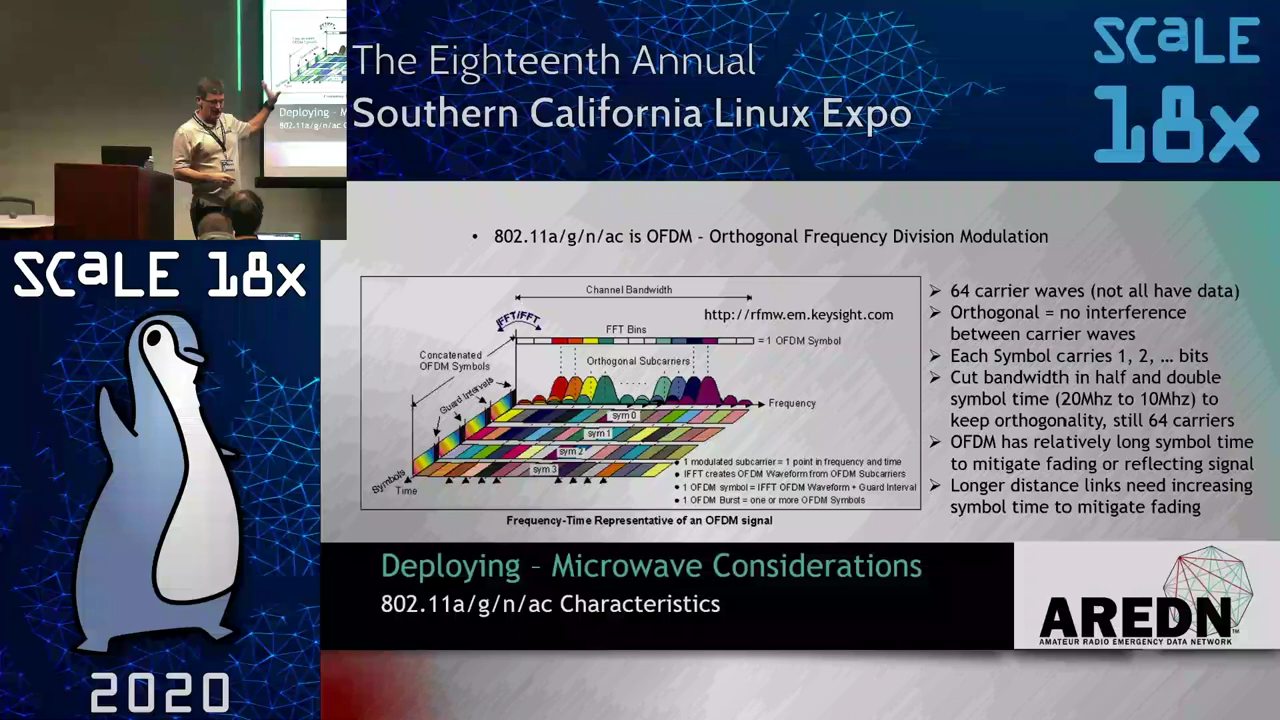 The Eighteenth Annual
Southern California Linux Expo
SCaLE
18x
Deploying - M
802.11a/g/n/ac C
SCaLE 18x
2020
• 802.11a/g/n/ac is OFDM - Orthogonal Frequency Division Modulation
Channel Bandwidth
IFFT/FFT
http://rfmw.em.keysight.com
FFT Bins
= 1 OFDM Symbol
Concatenated
OFDM Symbols
Orthogonal Subcarriers
Guard Intervals
Frequency
sym 0
sym 1
sym 2
sym 3
Symbols
Time
• 1 modulated subcarrier = 1 point in frequency and time
• IFFT creates OFDM Waveform from OFDM Subcarriers
• 1 OFDM symbol = IFFT OFDM Waveform + Guard Interval
• 1 OFDM Burst = one or more OFDM Symbols
Frequency-Time Representative of an OFDM signal
➢ 64 carrier waves (not all have data)
➢ Orthogonal = no interference
between carrier waves
➢ Each Symbol carries 1, 2, … bits
➢ Cut bandwidth in half and double
symbol time (20Mhz to 10Mhz) to
keep orthogonality, still 64 carriers
➢ OFDM has relatively long symbol time
to mitigate fading or reflecting signal
➢ Longer distance links need increasing
symbol time to mitigate fading
Deploying – Microwave Considerations
802.11a/g/n/ac Characteristics
AREDN™
AMATEUR RADIO EMERGENCY DATA NETWORK